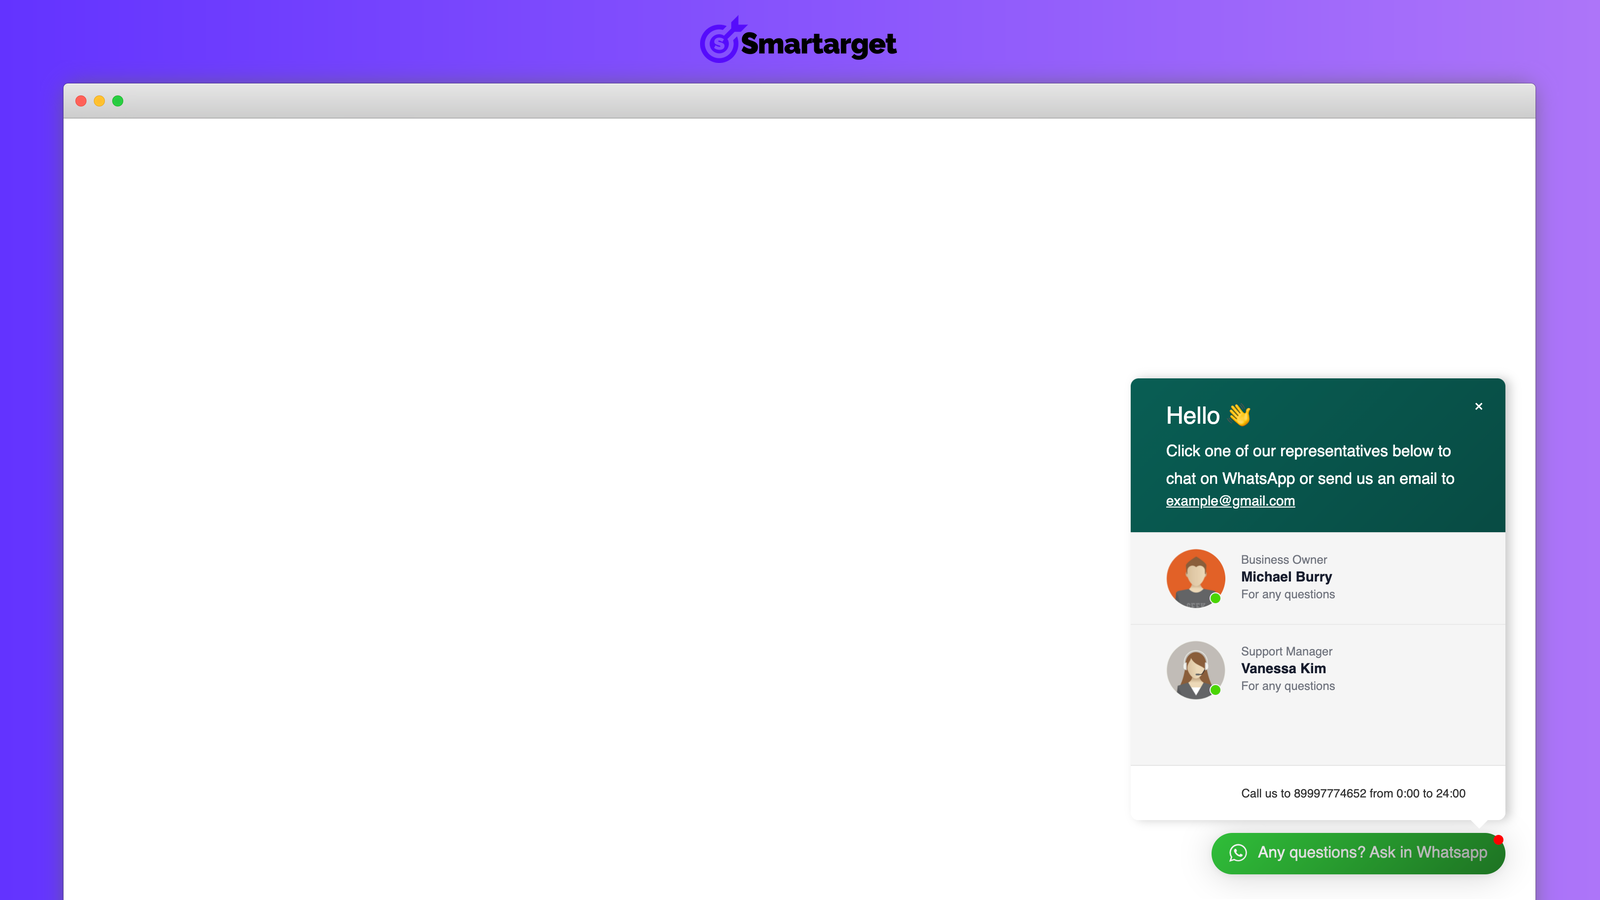 Smartarget
Hello 👋
×
Click one of our representatives below to
chat on WhatsApp or send us an email to
example@gmail.com
Business Owner
Michael Burry
For any questions
Support Manager
Vanessa Kim
For any questions
Call us to 89997774652 from 0:00 to 24:00
Any questions? Ask in Whatsapp